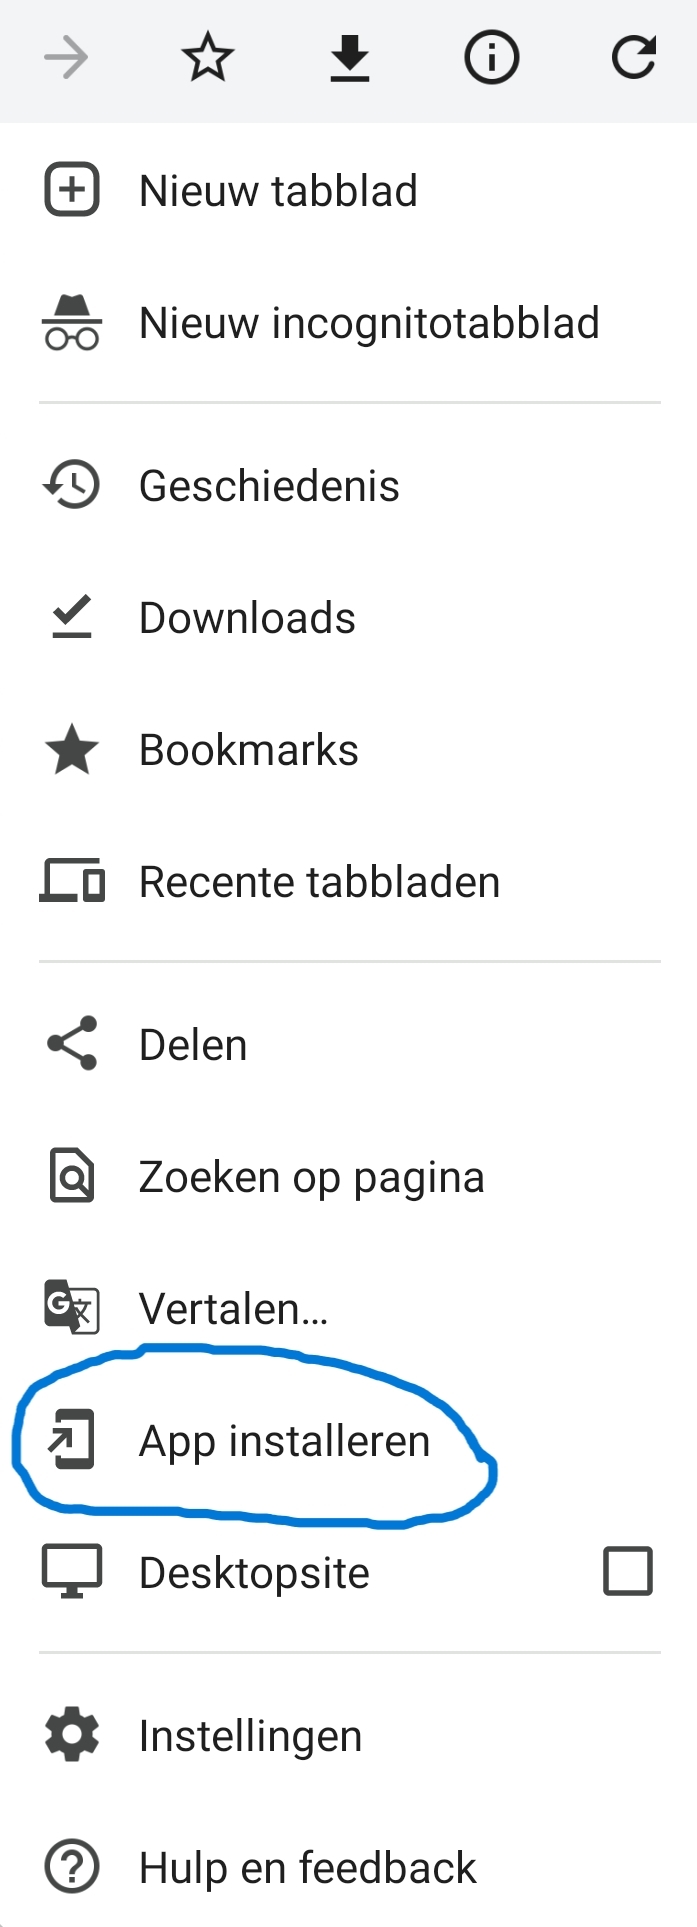 Nieuw tabblad
Nieuw incognitotabblad
Geschiedenis
Downloads
Bookmarks
Recente tabbladen
Delen
Zoeken op pagina
Vertalen...
App installeren
Desktopsite
Instellingen
Hulp en feedback